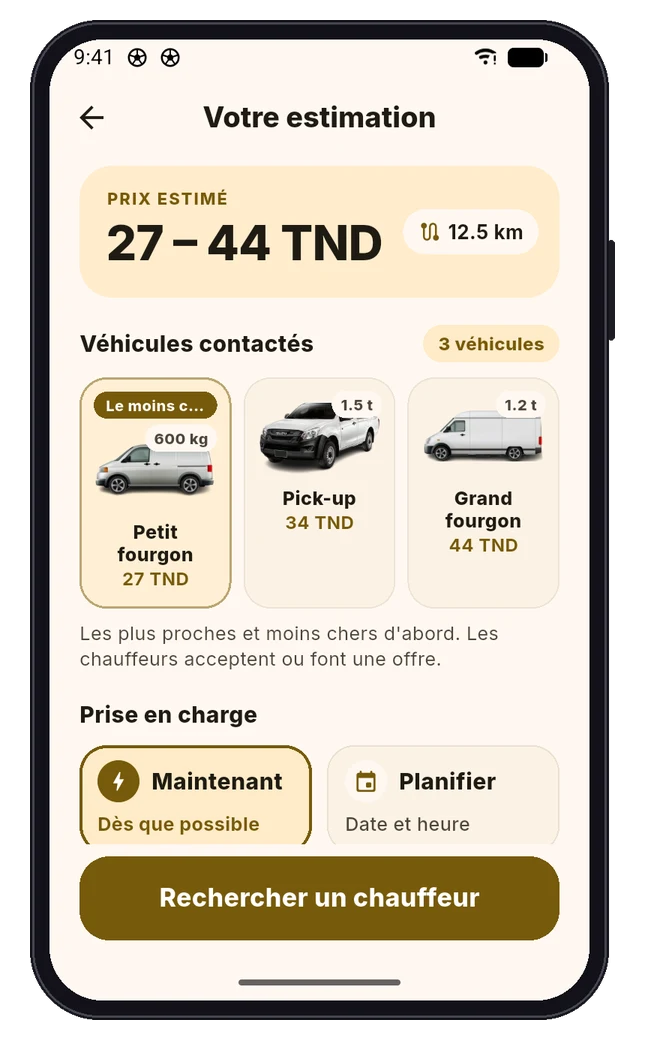 9:41
Votre estimation
PRIX ESTIMÉ
27 – 44 TND
12.5 km
Véhicules contactés
3 véhicules
Le moins c...
600 kg
Petit
fourgon
27 TND
1.5 t
Pick-up
34 TND
1.2 t
Grand
fourgon
44 TND
Les plus proches et moins chers d'abord. Les
chauffeurs acceptent ou font une offre.
Prise en charge
Maintenant
Dès que possible
Planifier
Date et heure
Rechercher un chauffeur